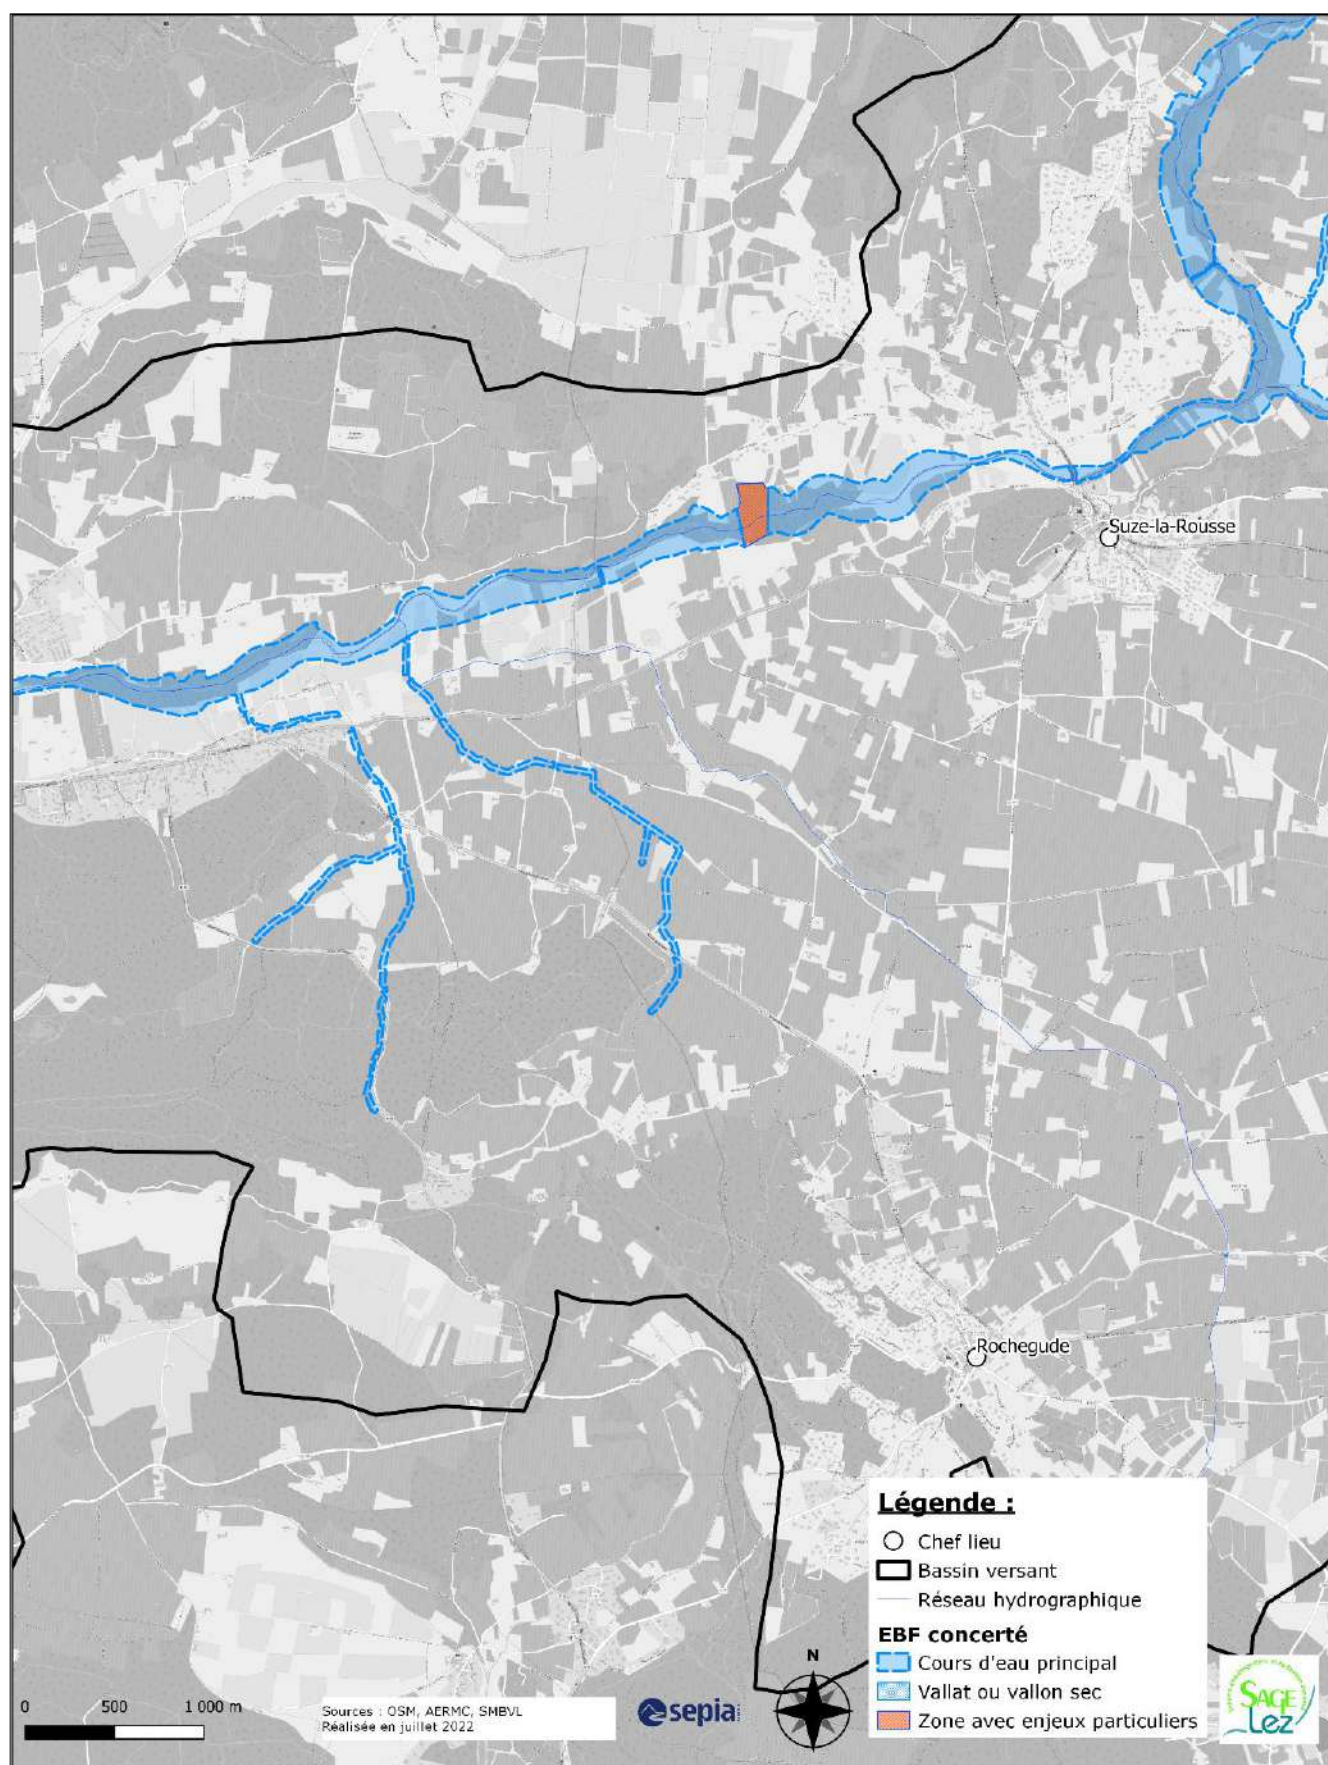 Suze-la-Rousse
Rochegude
Légende :
Chef lieu
Bassin versant
Réseau hydrographique
EBF concerté
Cours d'eau principal
Vallat ou vallon sec
Zone avec enjeux particuliers
N
0 500 1 000 m
Sources : OSM, AERMC, SMBVL
Réalisée en juillet 2022
sepia
SAGE
Lez